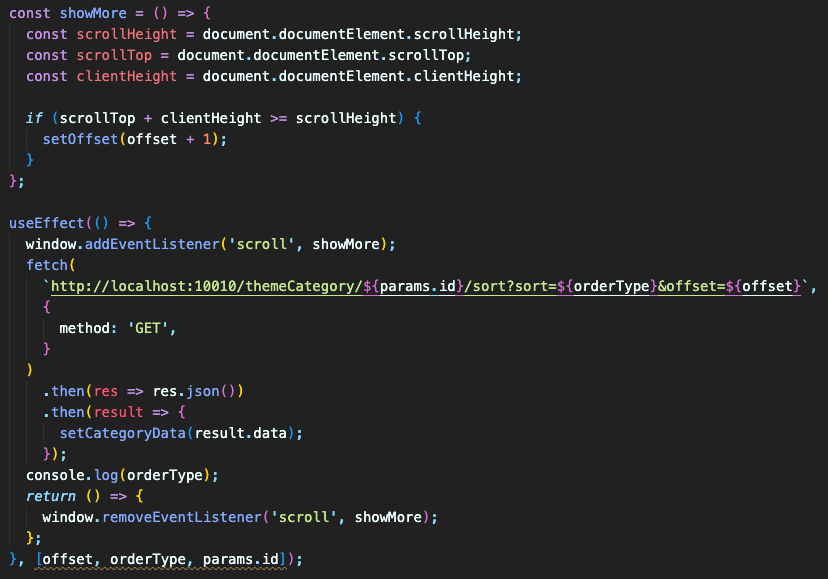 const showMore = () => {
  const scrollHeight = document.documentElement.scrollHeight;
  const scrollTop = document.documentElement.scrollTop;
  const clientHeight = document.documentElement.clientHeight;

  if (scrollTop + clientHeight >= scrollHeight) {
    setOffset(offset + 1);
  }
};

useEffect(() => {
  window.addEventListener('scroll', showMore);
  fetch(
    `http://localhost:10010/themeCategory/${params.id}/sort?sort=${orderType}&offset=${offset}`,
    {
      method: 'GET',
    }
  )
    .then(res => res.json())
    .then(result => {
      setCategoryData(result.data);
    });
  console.log(orderType);
  return () => {
    window.removeEventListener('scroll', showMore);
  };
}, [offset, orderType, params.id]);